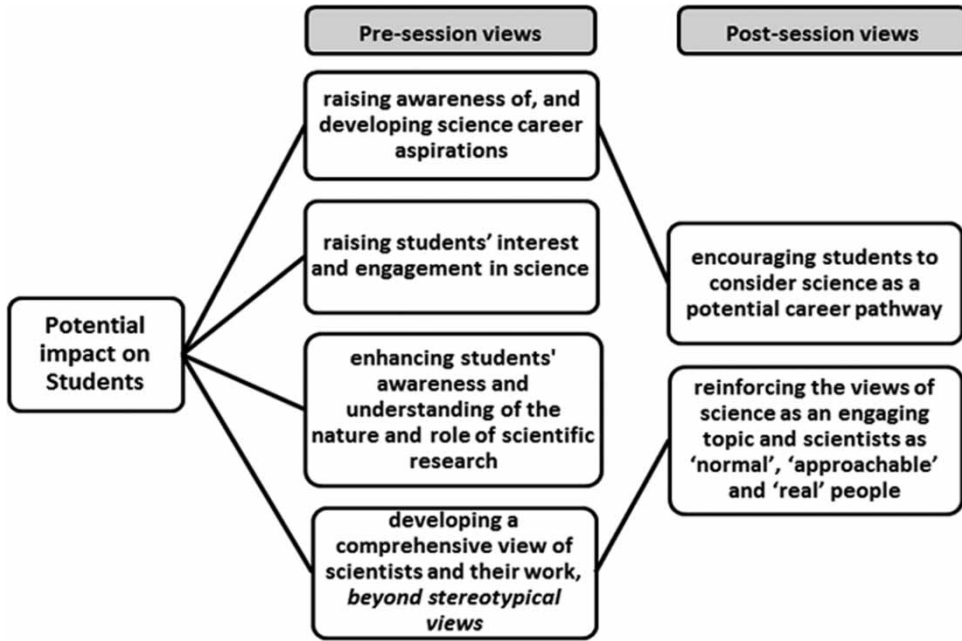 Pre-session views
Post-session views
raising awareness of, and
developing science career
aspirations
raising students’ interest
and engagement in science
Potential
impact on
Students
enhancing students'
awareness and
understanding of the
nature and role of scientific
research
developing a
comprehensive view of
scientists and their work,
beyond stereotypical
views
encouraging students to
consider science as a
potential career pathway
reinforcing the views of
science as an engaging
topic and scientists as
‘normal’, ‘approachable’
and ‘real’ people